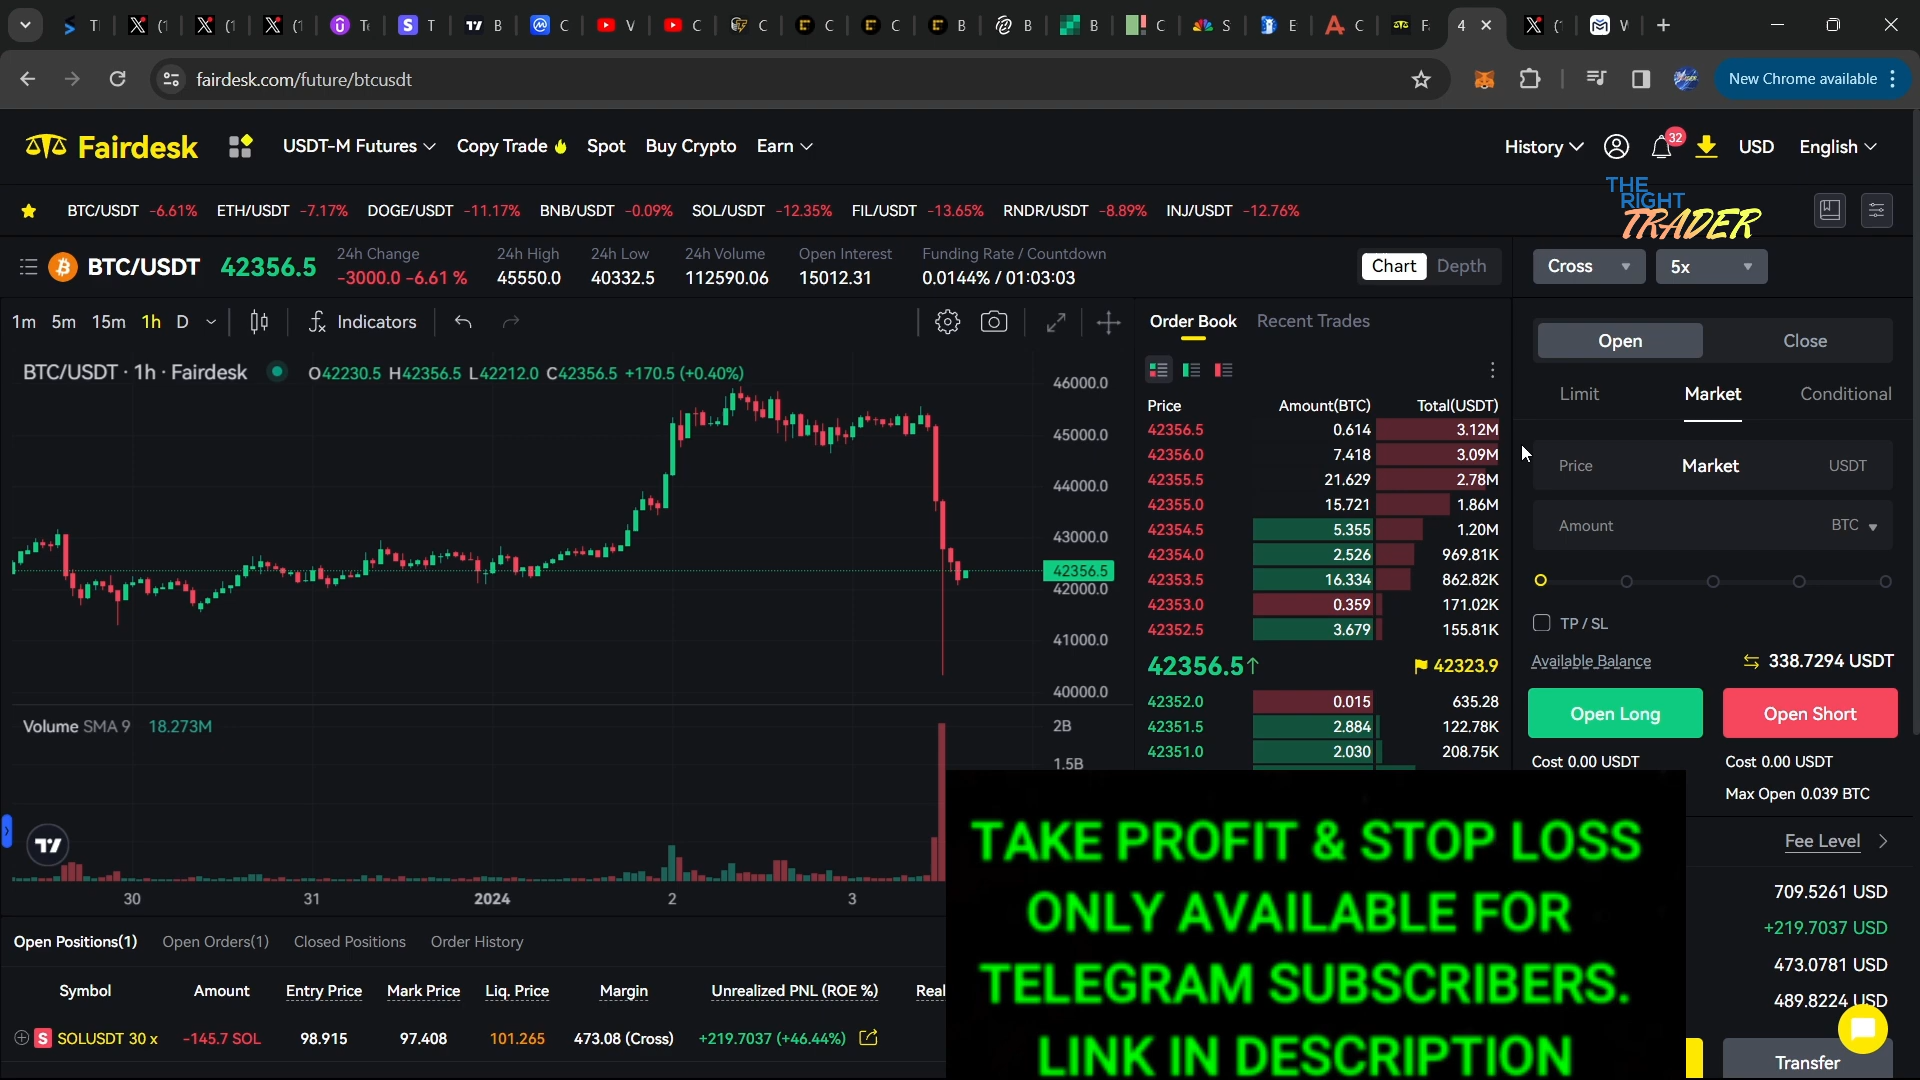 T (1 (1 (1 Te T B C V C C C C B B B C S E C F 4 (1 V
fairdesk.com/future/btcusdt
New Chrome available
Fairdesk USDT-M Futures Copy Trade Spot Buy Crypto Earn History 32 USD English
THE RIGHT TRADER
BTC/USDT -6.61% ETH/USDT -7.17% DOGE/USDT -11.17% BNB/USDT -0.09% SOL/USDT -12.35% FIL/USDT -13.65% RNDR/USDT -8.89% INJ/USDT -12.76%
BTC/USDT 42356.5
24h Change 24h High 24h Low 24h Volume Open Interest Funding Rate / Countdown
-3000.0 -6.61 % 45550.0 40332.5 112590.06 15012.31 0.0144% / 01:03:03
Chart Depth Cross 5x
1m 5m 15m 1h D Indicators
BTC/USDT · 1h · Fairdesk O42230.5 H42356.5 L42212.0 C42356.5 +170.5 (+0.40%)
46000.0
45000.0
44000.0
43000.0
42356.5
42000.0
41000.0
40000.0
Volume SMA 9 18.273M
2B
1.5B
30 31 2024 2 3
Order Book Recent Trades
Price Amount(BTC) Total(USDT)
42356.5 0.614 3.12M
42356.0 7.418 3.09M
42355.5 21.629 2.78M
42355.0 15.721 1.86M
42354.5 5.355 1.20M
42354.0 2.526 969.81K
42353.5 16.334 862.82K
42353.0 0.359 171.02K
42352.5 3.679 155.81K
42356.5↑ 42323.9
42352.0 0.015 635.28
42351.5 2.884 122.78K
42351.0 2.030 208.75K
Open Close
Limit Market Conditional
Price Market USDT
Amount BTC
TP / SL
Available Balance 338.7294 USDT
Open Long Open Short
Cost 0.00 USDT Cost 0.00 USDT
Max Open 0.039 BTC
Fee Level
709.5261 USD
+219.7037 USD
473.0781 USD
489.8224 USD
Transfer
TAKE PROFIT & STOP LOSS
ONLY AVAILABLE FOR
TELEGRAM SUBSCRIBERS.
LINK IN DESCRIPTION
Open Positions(1) Open Orders(1) Closed Positions Order History
Symbol Amount Entry Price Mark Price Liq. Price Margin Unrealized PNL (ROE %) Real
S SOLUSDT 30 x -145.7 SOL 98.915 97.408 101.265 473.08 (Cross) +219.7037 (+46.44%)